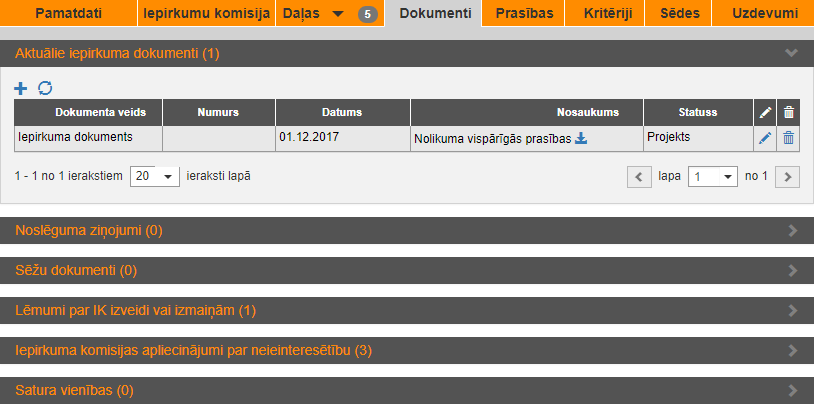 Pamatdati Iepirkumu komisija Daļas 5 Dokumenti Prasības Kritēriji Sēdes Uzdevumi
Aktuālie iepirkuma dokumenti (1)
Dokumenta veids Numurs Datums Nosaukums Statuss
Iepirkuma dokuments 01.12.2017 Nolikuma vispārīgās prasības Projekts
1 - 1 no 1 ierakstiem 20 ieraksti lapā lapa 1 no 1
Noslēguma ziņojumi (0)
Sēžu dokumenti (0)
Lēmumi par IK izveidi vai izmaiņām (1)
Iepirkuma komisijas apliecinājumi par neieinteresētību (3)
Satura vienības (0)